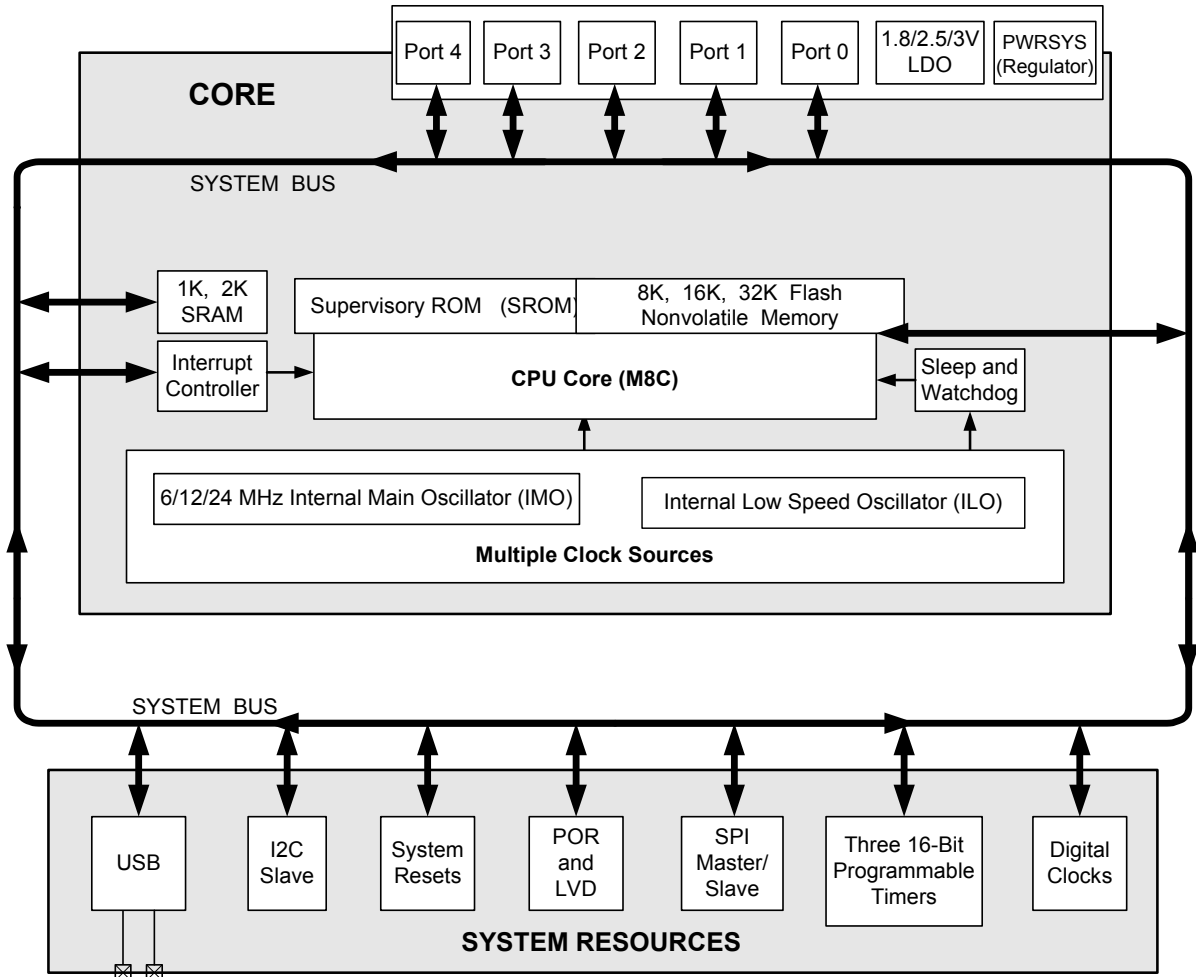 Port 4
Port 3
Port 2
Port 1
Port 0
1.8/2.5/3V
LDO
PWRSYS
(Regulator)
CORE
SYSTEM BUS
1K, 2K
SRAM
Supervisory ROM (SROM)
8K, 16K, 32K Flash
Nonvolatile Memory
Interrupt
Controller
CPU Core (M8C)
Sleep and
Watchdog
6/12/24 MHz Internal Main Oscillator (IMO)
Internal Low Speed Oscillator (ILO)
Multiple Clock Sources
SYSTEM BUS
USB
I2C
Slave
System
Resets
POR
and
LVD
SPI
Master/
Slave
Three 16-Bit
Programmable
Timers
Digital
Clocks
SYSTEM RESOURCES